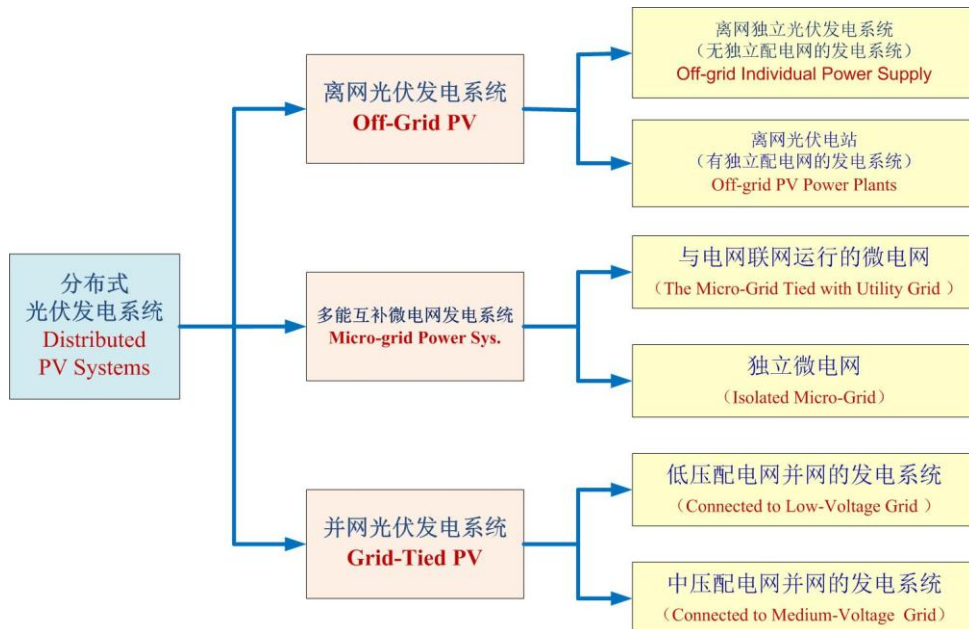 离网独立光伏发电系统
（无独立配电网的发电系统）
Off-grid Individual Power Supply
离网光伏发电系统
Off-Grid PV
离网光伏电站
（有独立配电网的发电系统）
Off-grid PV Power Plants
分布式
光伏发电系统
Distributed
PV Systems
多能互补微电网发电系统
Micro-grid Power Sys.
与电网联网运行的微电网
（The Micro-Grid Tied with Utility Grid ）
独立微电网
（Isolated Micro-Grid）
并网光伏发电系统
Grid-Tied PV
低压配电网并网的发电系统
（Connected to Low-Voltage Grid ）
中压配电网并网的发电系统
（Connected to Medium-Voltage  Grid）